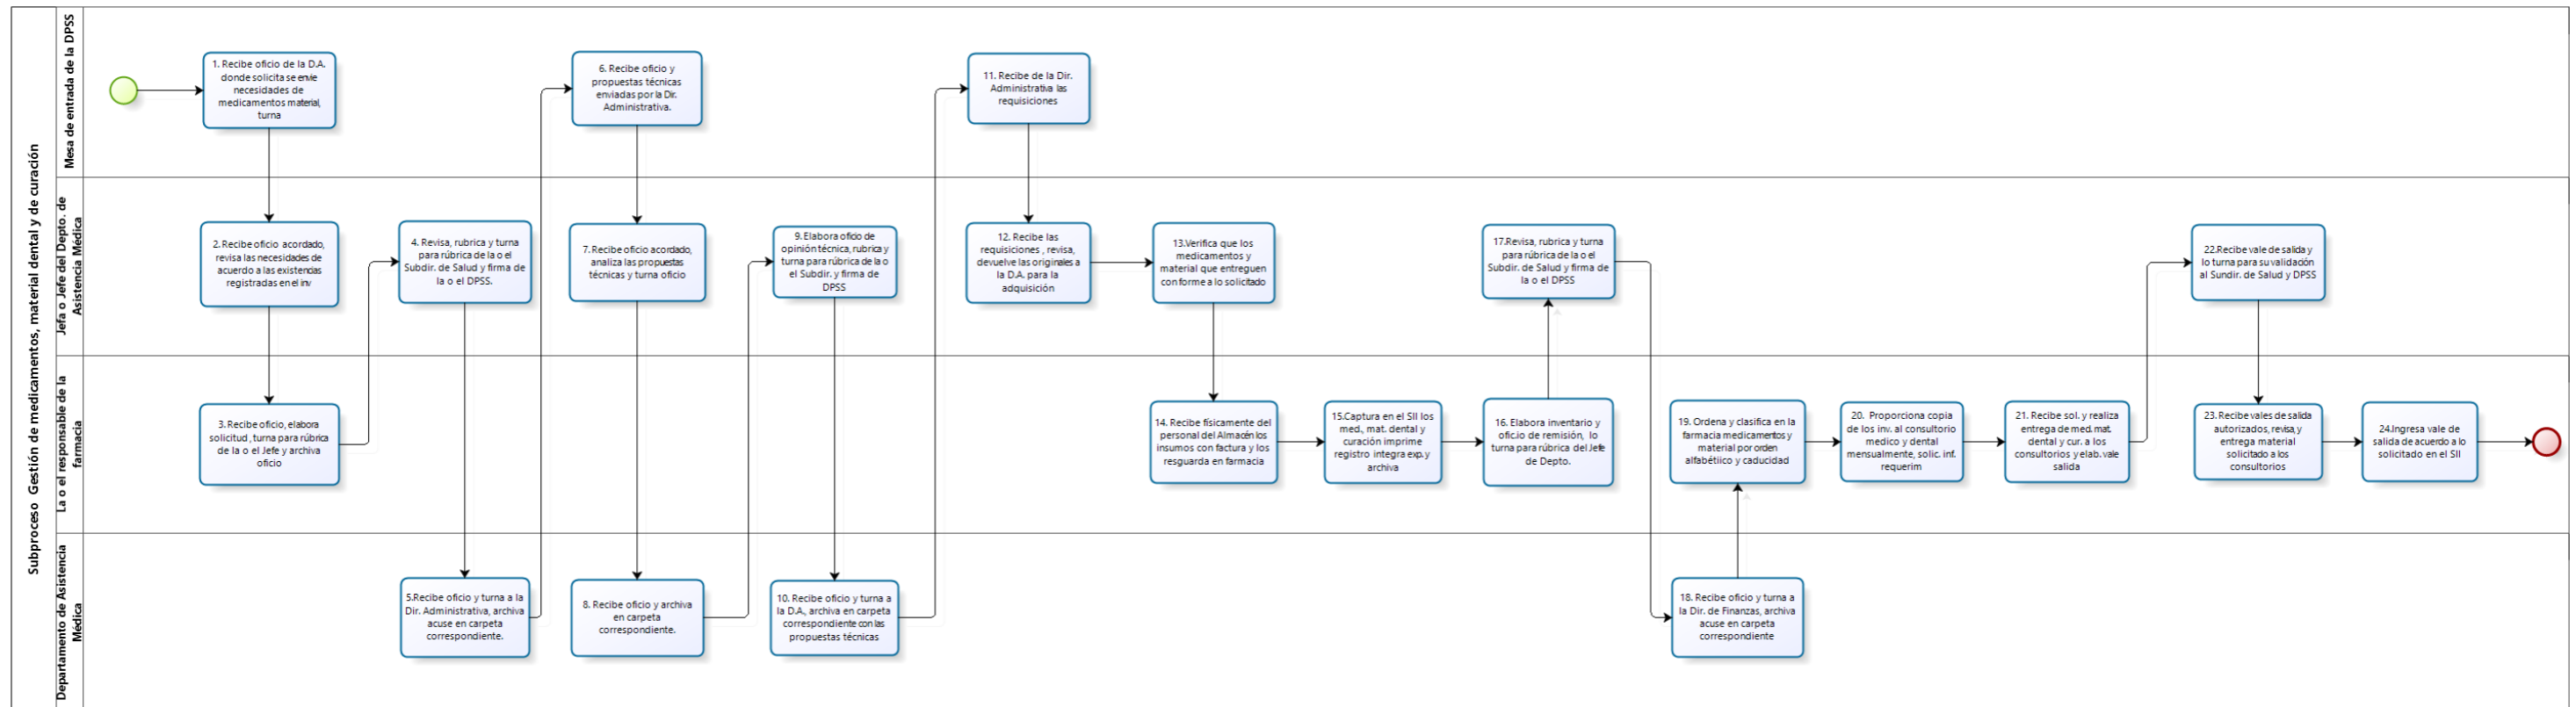 Subproceso Gestión de medicamentos, material dental y de curación
Mesa de entrada de la DPSS
Jefa o Jefe del Depto. de
Asistencia Médica
La o el responsable de la
farmacia
Departamento de Asistencia
Médica
1. Recibe oficio de la D.A.
donde solicita se envie
necesidades de
medicamentos material,
turna
2. Recibe oficio acordado,
revisa las necesidades de
acuerdo a las existencias
registradas en el inv
3. Recibe oficio, elabora
solicitud , turna para rúbrica
de la o el Jefe y archiva
oficio
4. Revisa, rubrica y turna
para rúbrica de la o el
Subdir. de Salud y firma de
la o el DPSS.
5.Recibe oficio y turna a la
Dir. Administrativa, archiva
acuse en carpeta
correspondiente.
6. Recibe oficio y
propuestas técnicas
enviadas por la Dir.
Administrativa.
7. Recibe oficio acordado,
analiza las propuestas
técnicas y turna oficio
8. Recibe oficio y archiva
en carpeta
correspondiente.
9. Elabora oficio de
opinión técnica, rubrica y
turna para rúbrica de la o
el Subdir. y firma de
DPSS
10. Recibe oficio y turna a
la D.A., archiva en carpeta
correspondiente con las
propuestas técnicas
11. Recibe de la Dir.
Administrativa las
requisiciones
12. Recibe las
requisiciones , revisa,
devuelve las originales a
la D.A. para la
adquisición
13.Verifica que los
medicamentos y
material que entreguen
con forme a lo solicitado
14. Recibe físicamente del
personal del Almacén los
insumos con factura y los
resguarda en farmacia
15.Captura en el SII los
med., mat. dental y
curación imprime
registro integra exp. y
archiva
16. Elabora inventario y
ofic.io de remisión, lo
turna para rúbrica del Jefe
de Depto.
17.Revisa, rubrica y turna
para rúbrica de la o el
Subdir. de Salud y firma de
la o el DPSS
18. Recibe oficio y turna a
la Dir. de Finanzas, archiva
acuse en carpeta
correspondiente
19. Ordena y clasifica en la
farmacia medicamentos y
material por orden
alfabétiico y caducidad
20. Proporciona copia
de los inv. al consultorio
medico y dental
mensualmente, solic. inf.
requerim
21. Recibe sol. y realiza
entrega de med. mat.
dental y cur. a los
consultorios y elab. vale
salida
22.Recibe vale de salida y
lo turna para su validación
al Sundir. de Salud y DPSS
23. Recibe vales de salida
autorizados, revisa, y
entrega material
solicitado a los
consultorios
24.Ingresa vale de
salida de acuerdo a lo
solicitado en el SII